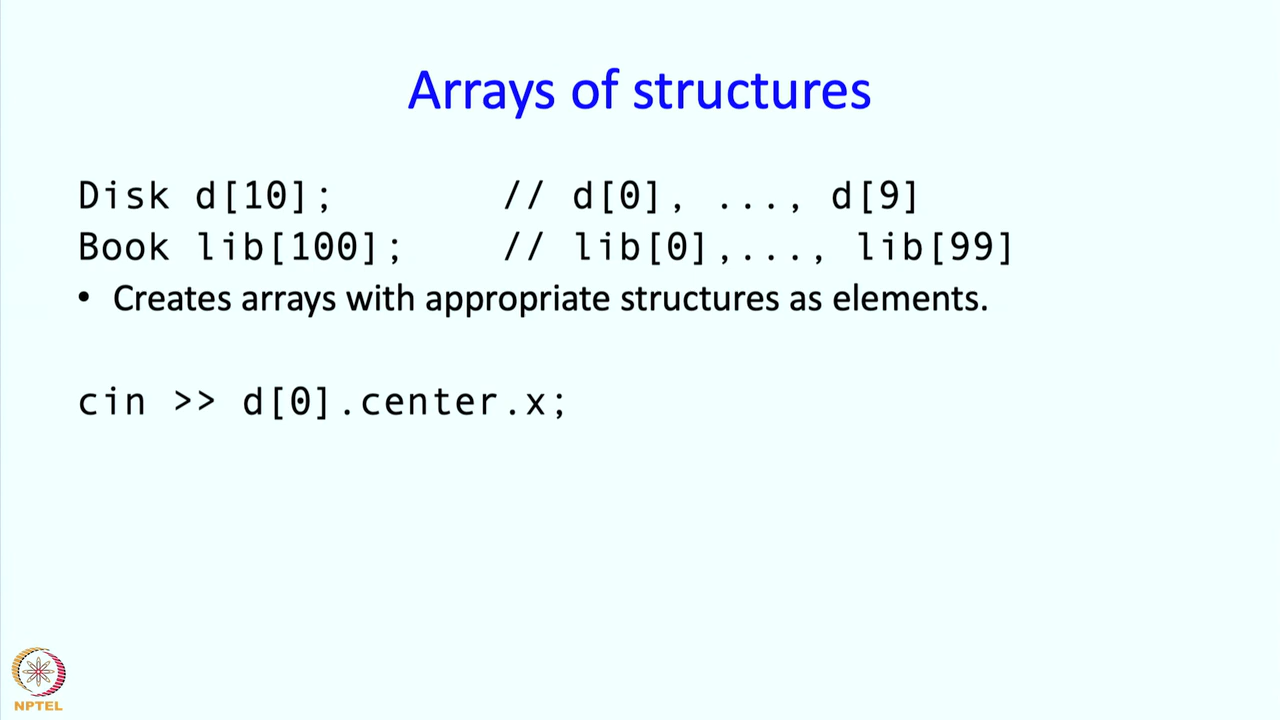 Arrays of structures
Disk d[10]; // d[0], ..., d[9]
Book lib[100]; // lib[0],..., lib[99]
• Creates arrays with appropriate structures as elements.
cin >> d[0].center.x;
NPTEL